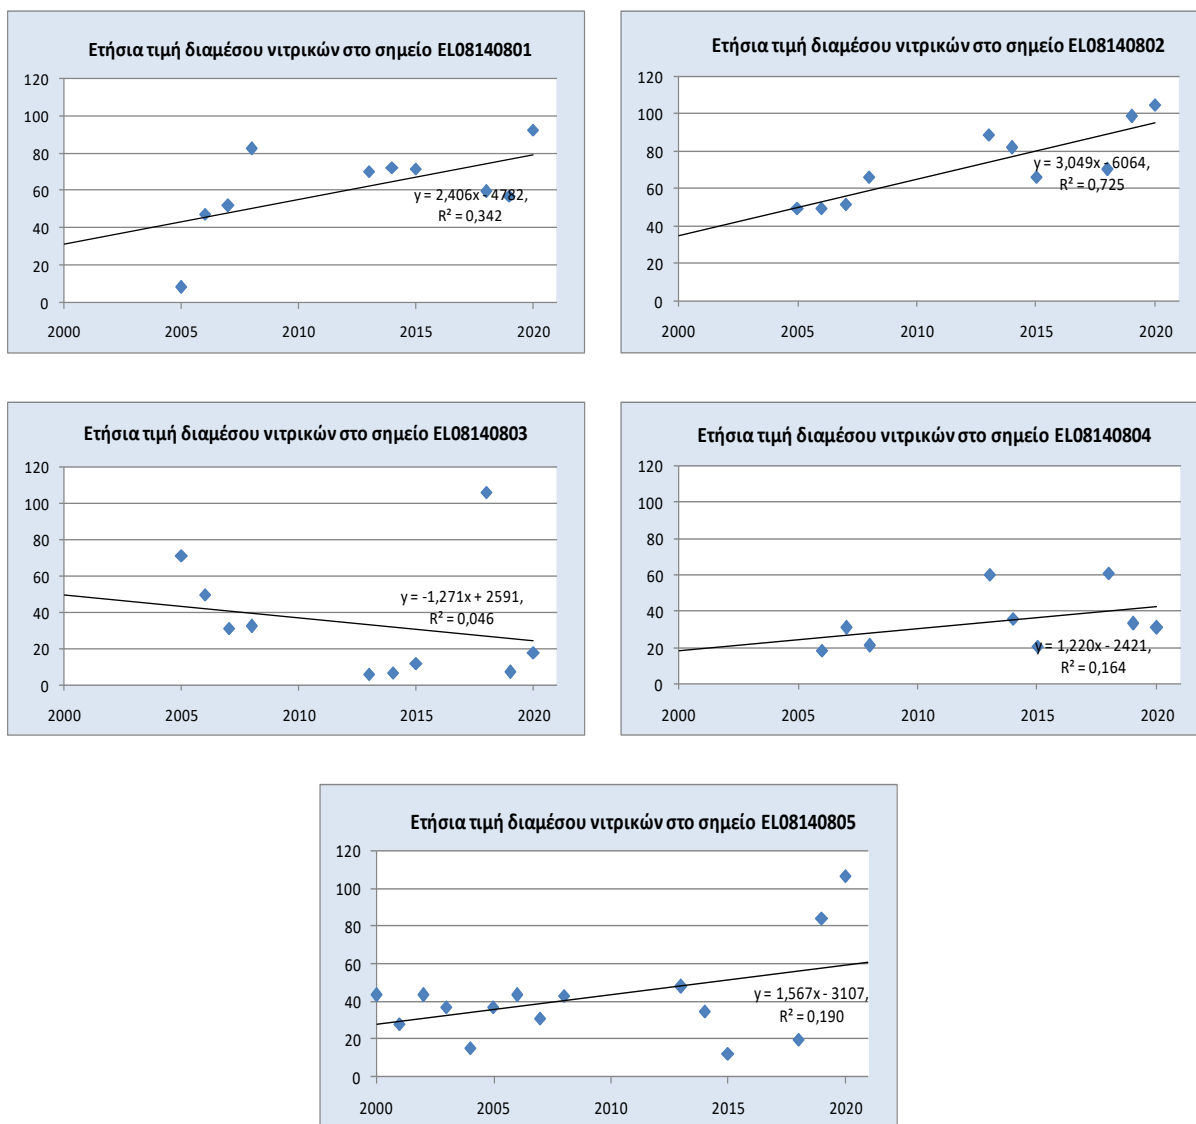 Ετήσια τιμή διαμέσου νιτρικών στο σημείο EL08140801
120
100
80
60
40
20
0
y = 2,406x - 4782,
R² = 0,342
2000 2005 2010 2015 2020
Ετήσια τιμή διαμέσου νιτρικών στο σημείο EL08140802
120
100
80
60
40
20
0
y = 3,049x - 6064,
R² = 0,725
2000 2005 2010 2015 2020
Ετήσια τιμή διαμέσου νιτρικών στο σημείο EL08140803
120
100
80
60
40
20
0
y = -1,271x + 2591,
R² = 0,046
2000 2005 2010 2015 2020
Ετήσια τιμή διαμέσου νιτρικών στο σημείο EL08140804
120
100
80
60
40
20
0
y = 1,220x - 2421,
R² = 0,164
2000 2005 2010 2015 2020
Ετήσια τιμή διαμέσου νιτρικών στο σημείο EL08140805
120
100
80
60
40
20
0
y = 1,567x - 3107,
R² = 0,190
2000 2005 2010 2015 2020